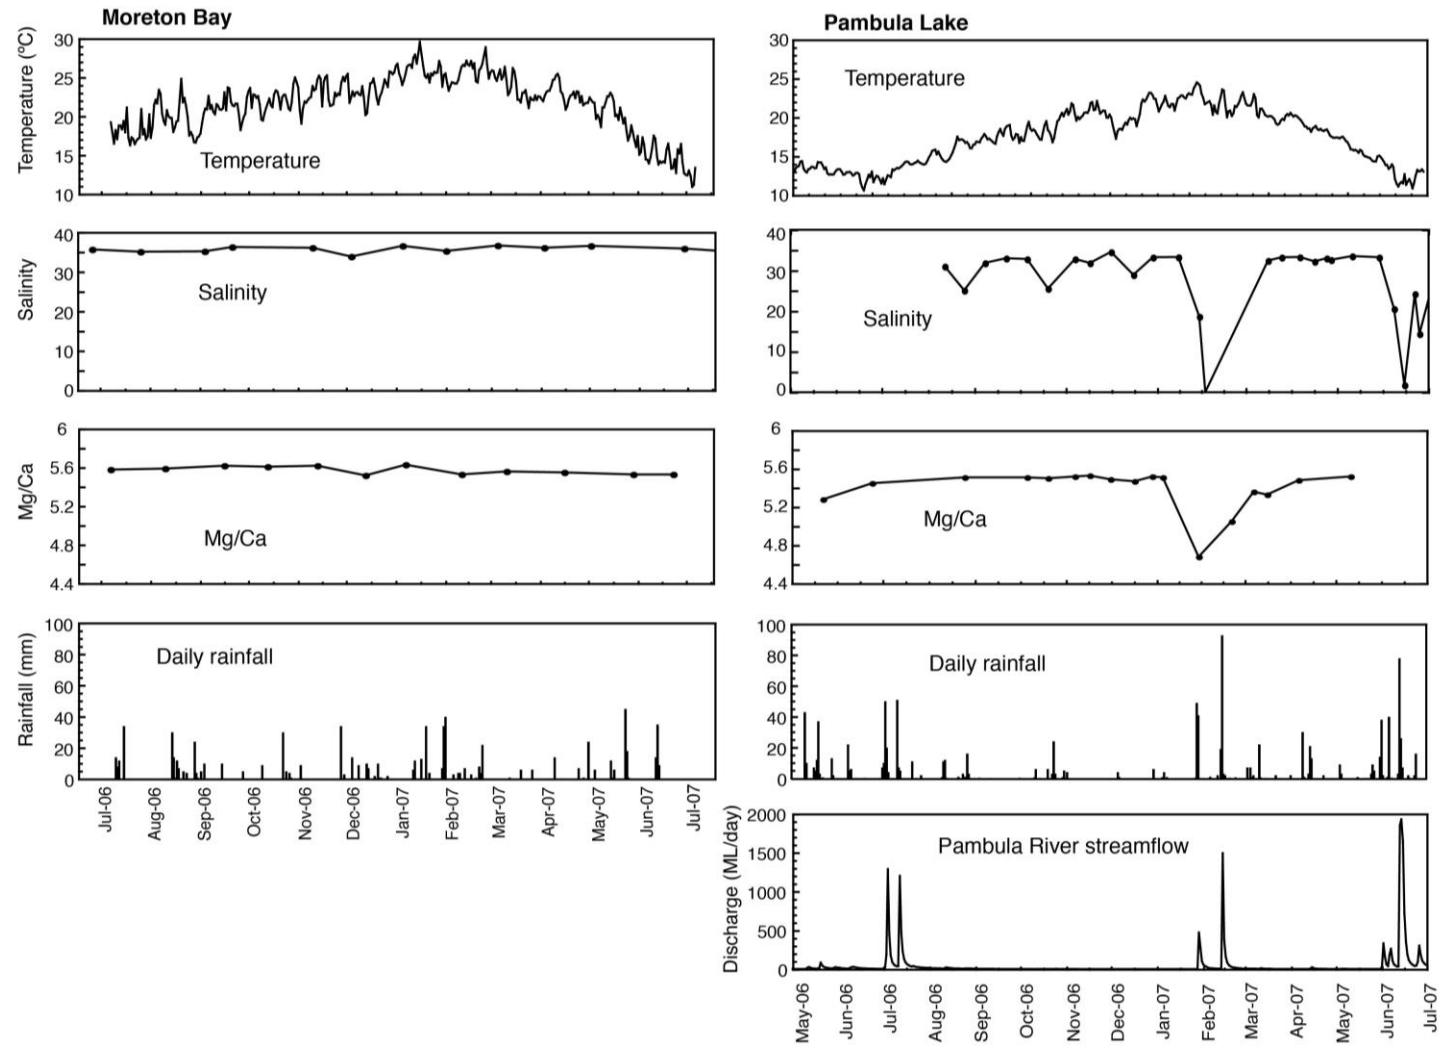 Moreton Bay
Temperature (°C)
30
25
20
15
10
Temperature
Salinity
40
30
20
10
0
Salinity
Mg/Ca
6
5.6
5.2
4.8
4.4
Mg/Ca
Rainfall (mm)
100
80
60
40
20
0
Daily rainfall
Jul-06
Aug-06
Sep-06
Oct-06
Nov-06
Dec-06
Jan-07
Feb-07
Mar-07
Apr-07
May-07
Jun-07
Jul-07
Pambula Lake
30
25
20
15
10
Temperature
40
30
20
10
0
Salinity
6
5.6
5.2
4.8
4.4
Mg/Ca
100
80
60
40
20
0
Daily rainfall
Discharge (ML/day)
2000
1500
1000
500
0
Pambula River streamflow
May-06
Jun-06
Jul-06
Aug-06
Sep-06
Oct-06
Nov-06
Dec-06
Jan-07
Feb-07
Mar-07
Apr-07
May-07
Jun-07
Jul-07